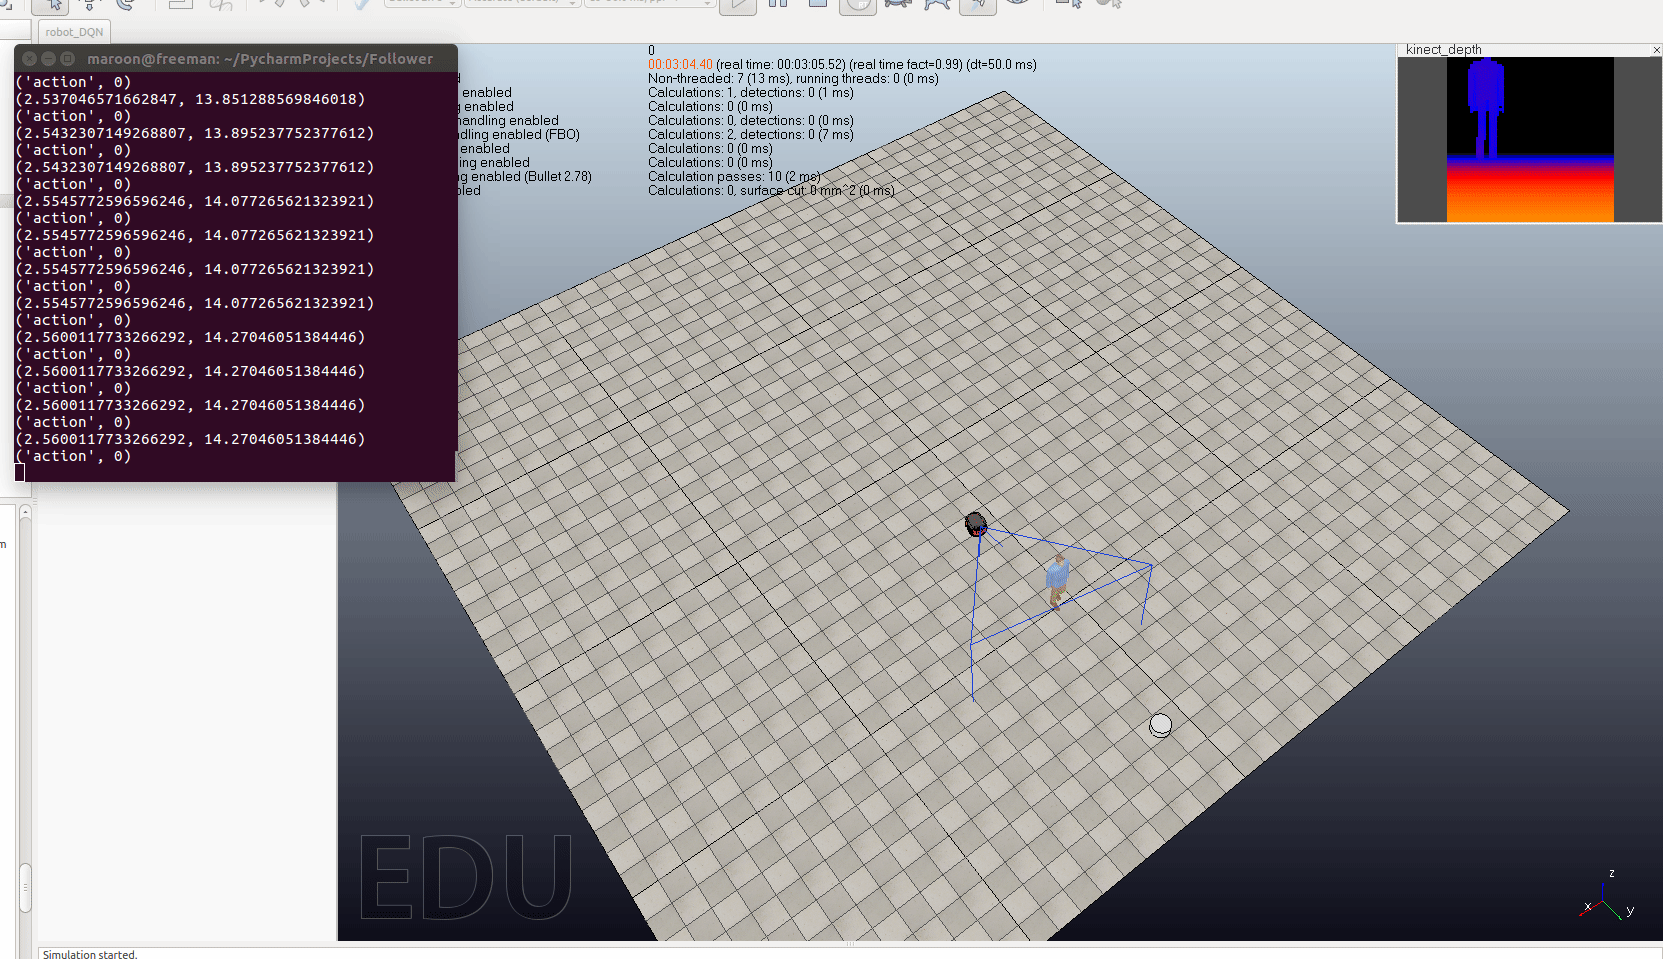 robot_DQN
maroon@freeman: ~/PycharmProjects/Follower
('action', 0)
(2.537046571662847, 13.851288569846018)
('action', 0)
(2.5432307149268807, 13.895237752377612)
('action', 0)
(2.5432307149268807, 13.895237752377612)
('action', 0)
(2.5545772596596246, 14.077265621323921)
('action', 0)
(2.5545772596596246, 14.077265621323921)
('action', 0)
(2.5545772596596246, 14.077265621323921)
('action', 0)
(2.5545772596596246, 14.077265621323921)
('action', 0)
(2.5600117733266292, 14.27046051384446)
('action', 0)
(2.5600117733266292, 14.27046051384446)
('action', 0)
(2.5600117733266292, 14.27046051384446)
('action', 0)
(2.5600117733266292, 14.27046051384446)
('action', 0)
0
00:03:04.40 (real time: 00:03:05.52) (real time fact=0.99) (dt=50.0 ms)
Non-threaded: 7 (13 ms), running threads: 0 (0 ms)
enabled Calculations: 1, detections: 0 (1 ms)
enabled Calculations: 0 (0 ms)
enabled Calculations: 0, detections: 0 (0 ms)
enabled (FBO) Calculations: 2, detections: 0 (7 ms)
enabled Calculations: 0 (0 ms)
enabled Calculations: 0 (0 ms)
enabled (Bullet 2.78) Calculation passes: 10 (2 ms)
Calculations: 0, surface cut: 0 mm^2 (0 ms)
kinect_depth
EDU
z
x
y
m
Simulation started.